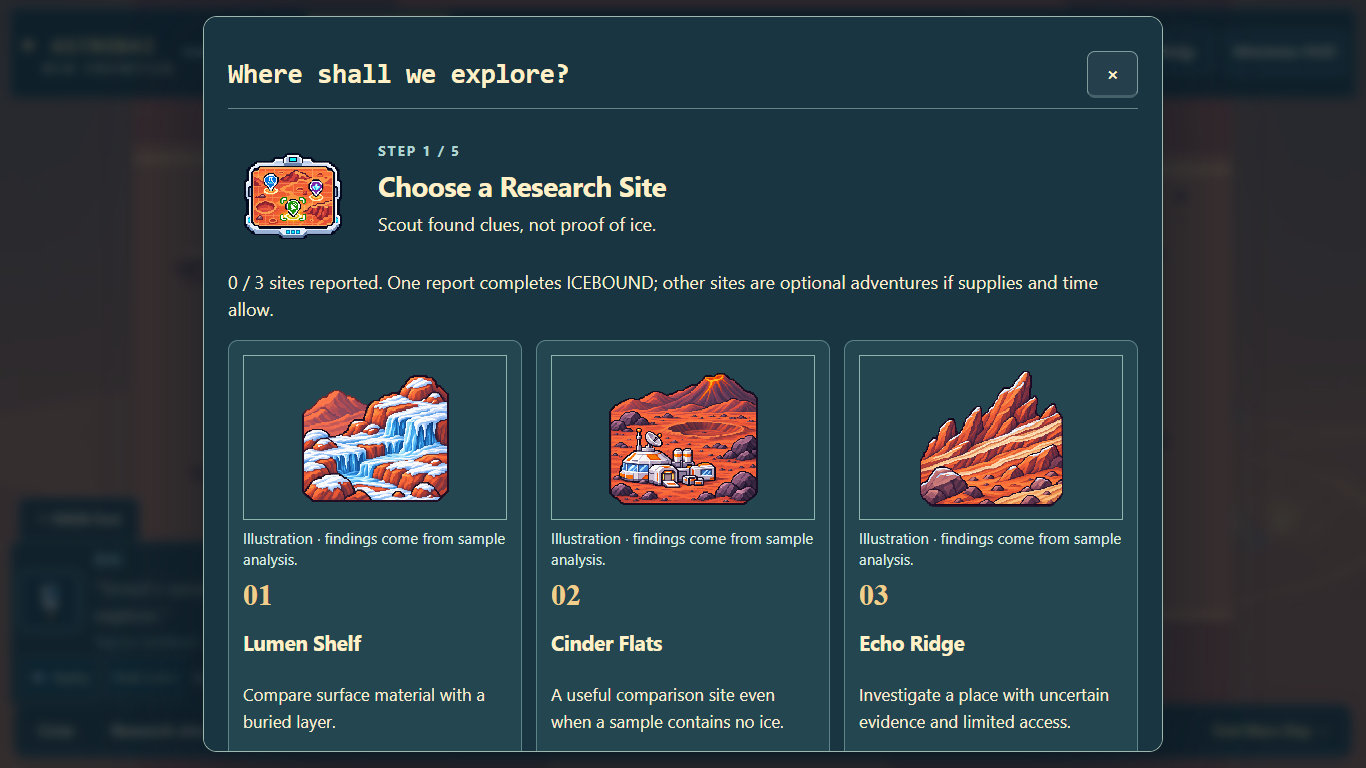 Where shall we explore?
×
STEP 1 / 5
Choose a Research Site
Scout found clues, not proof of ice.
0 / 3 sites reported. One report completes ICEBOUND; other sites are optional adventures if supplies and time
allow.
Illustration · findings come from sample
analysis.
01
Lumen Shelf
Compare surface material with a
buried layer.
Illustration · findings come from sample
analysis.
02
Cinder Flats
A useful comparison site even
when a sample contains no ice.
Illustration · findings come from sample
analysis.
03
Echo Ridge
Investigate a place with uncertain
evidence and limited access.